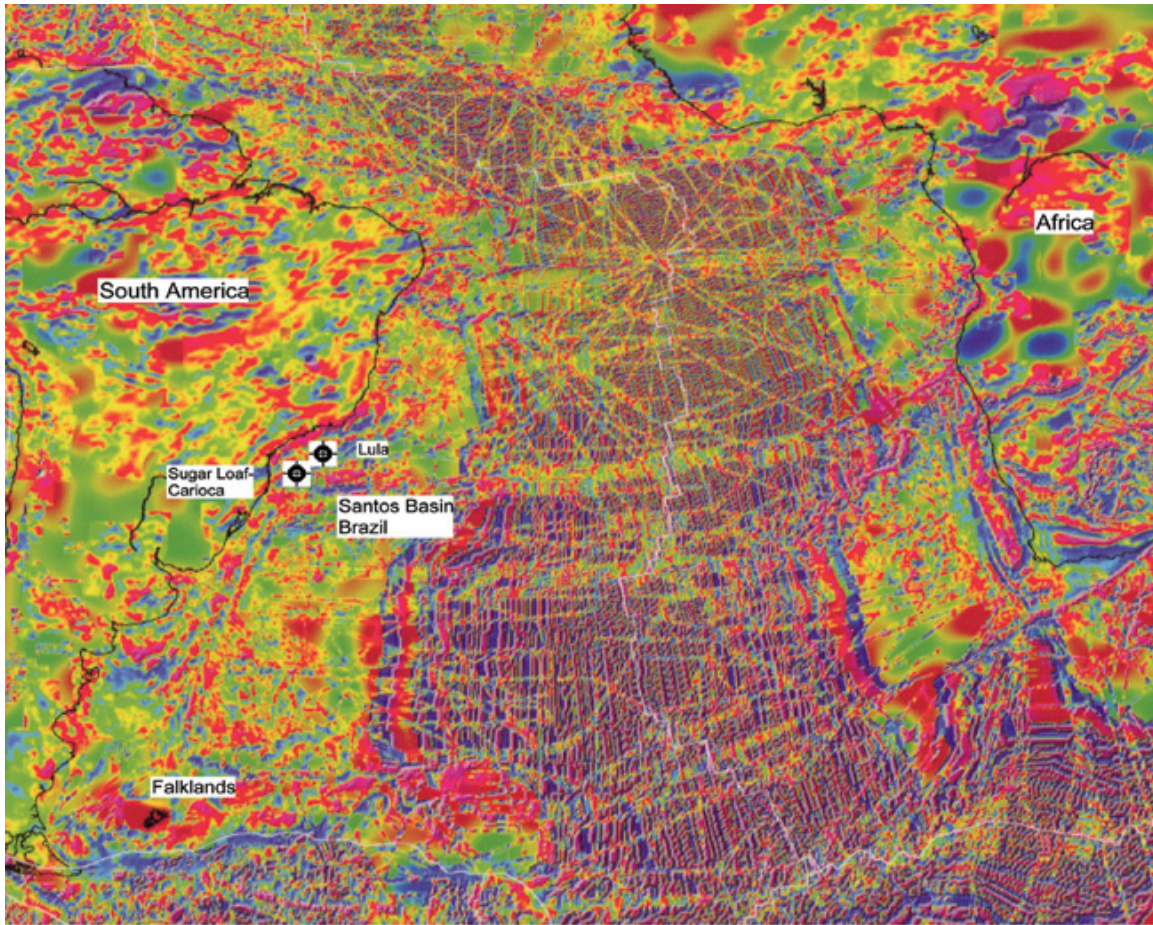 Africa
South America
Lula
Sugar Loaf-
Carioca
Santos Basin
Brazil
Falklands